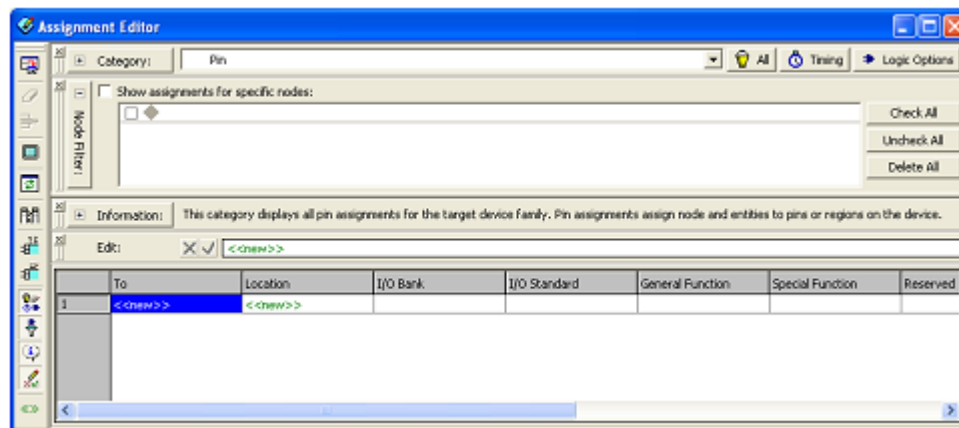 Assignment Editor
Category: Pin All Timing Logic Options
Show assignments for specific nodes:
Node Filter:
Check All
Uncheck All
Delete All
Information: This category displays all pin assignments for the target device family. Pin assignments assign node and entities to pins or regions on the device.
Edit: <<new>>
To Location I/O Bank I/O Standard General Function Special Function Reserved
1 <<new>> <<new>>